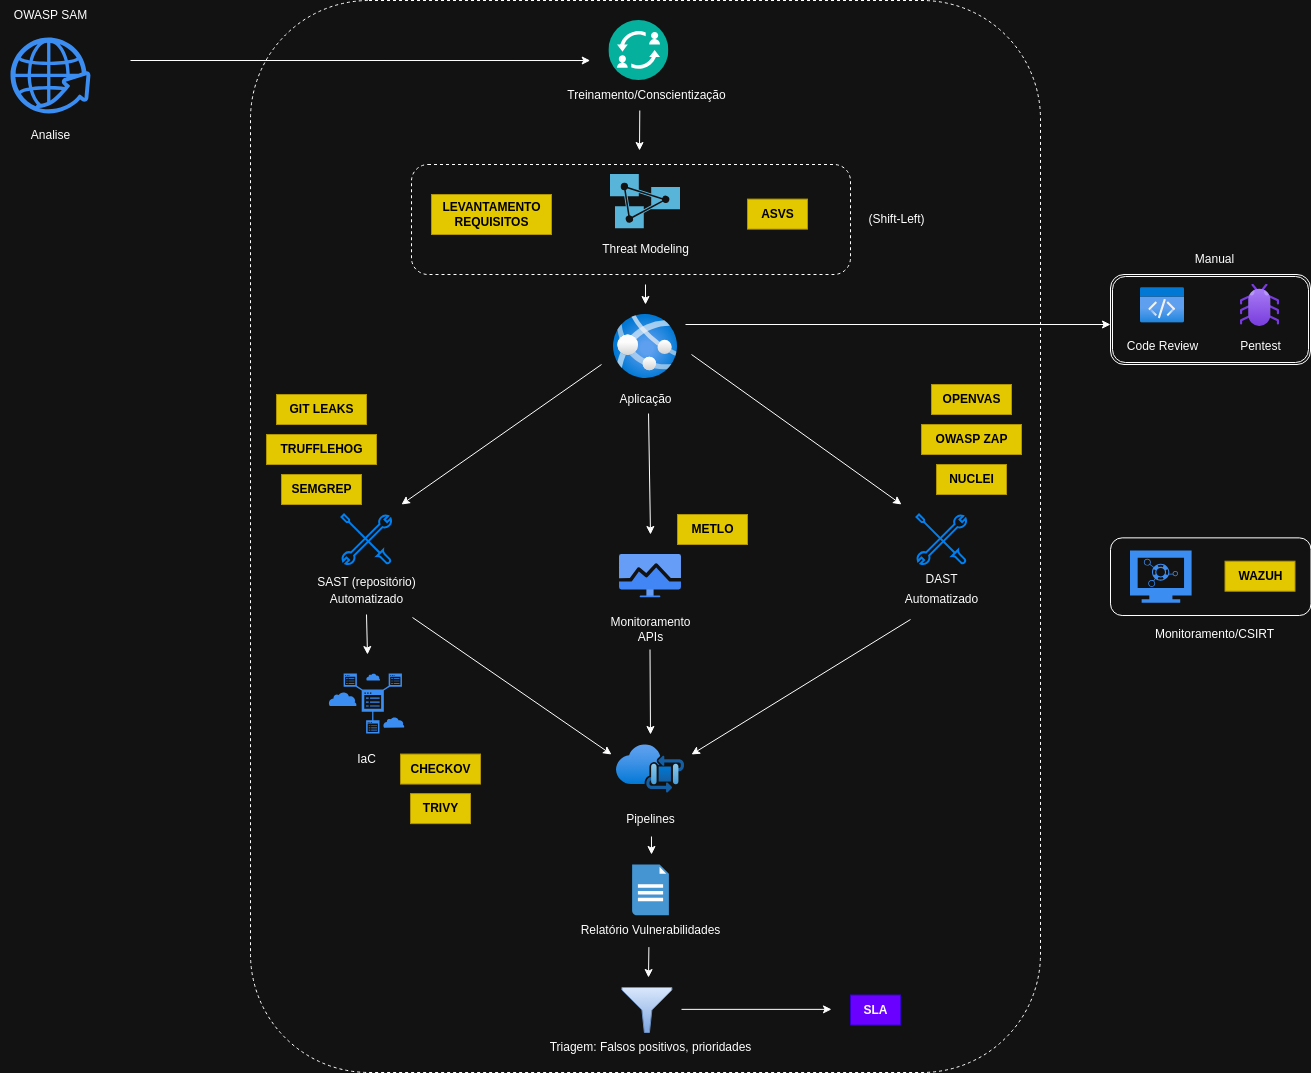 OWASP SAM
Analise
Treinamento/Conscientização
LEVANTAMENTO
REQUISITOS
Threat Modeling
ASVS
(Shift-Left)
Manual
Code Review
Pentest
Aplicação
GIT LEAKS
TRUFFLEHOG
SEMGREP
OPENVAS
OWASP ZAP
NUCLEI
METLO
SAST (repositório)
Automatizado
Monitoramento
APIs
DAST
Automatizado
WAZUH
Monitoramento/CSIRT
IaC
CHECKOV
TRIVY
Pipelines
Relatório Vulnerabilidades
Triagem: Falsos positivos, prioridades
SLA